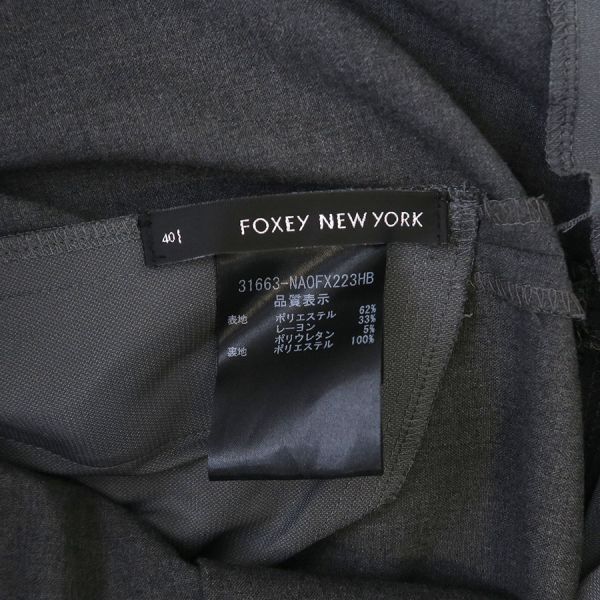 40
FOXEY NEW YORK
31663-NAOFX223HB
品質表示
表地 ポリエステル 62%
レーヨン 33%
ポリウレタン 5%
裏地 ポリエステル 100%